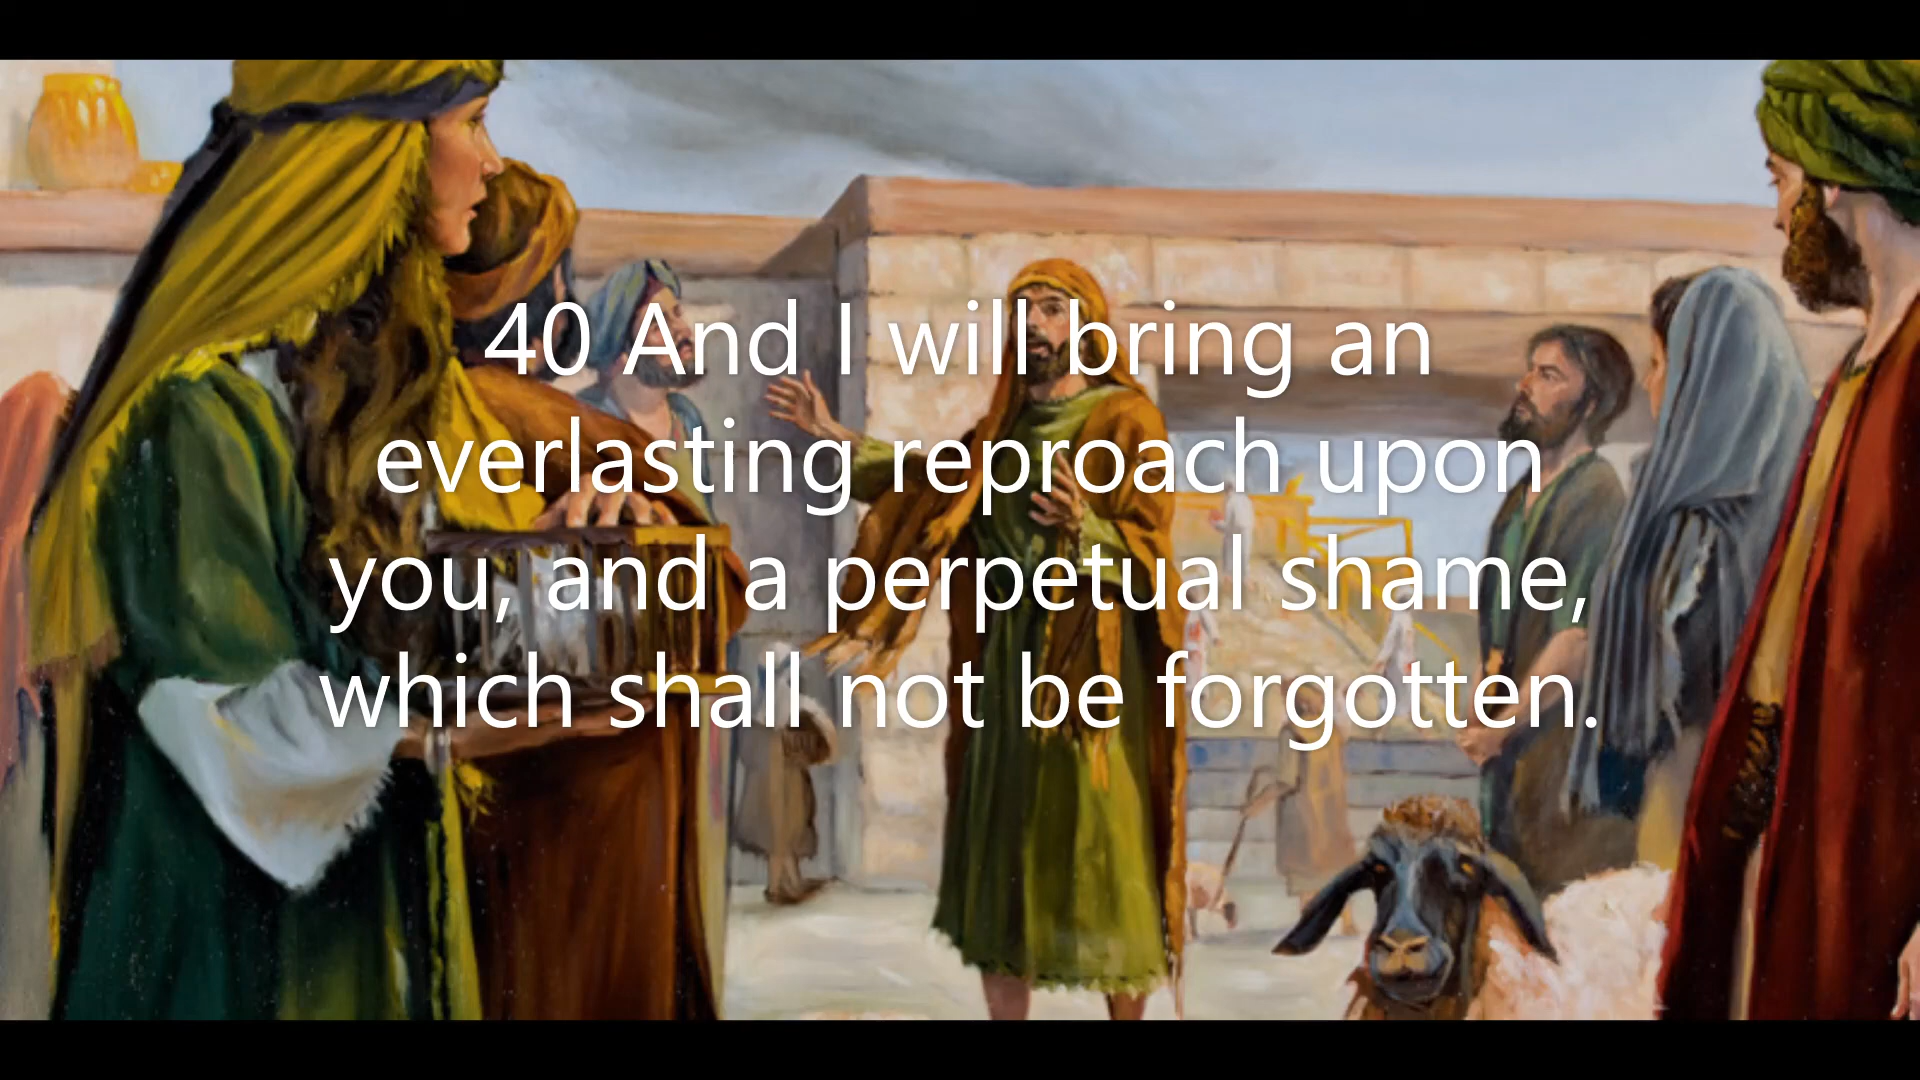 40 And I will bring an
everlasting reproach upon
you, and a perpetual shame,
which shall not be forgotten.